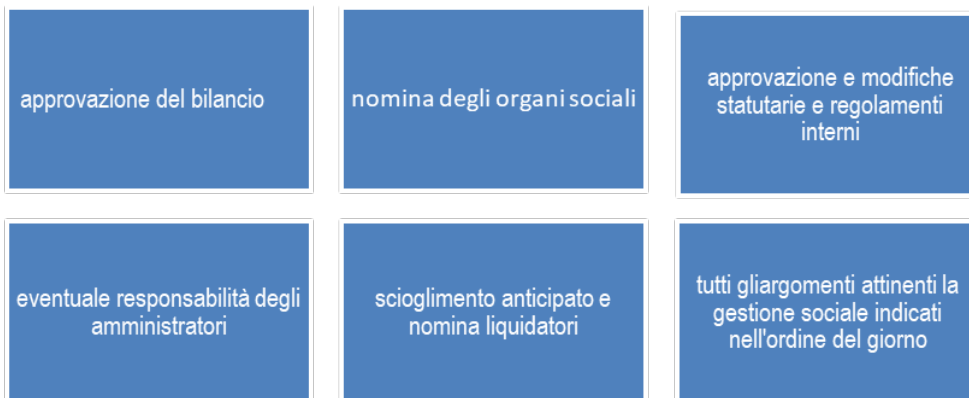 approvazione del bilancio
nomina degli organi sociali
approvazione e modifiche
statutarie e regolamenti
interni
eventuale responsabilità degli
amministratori
scioglimento anticipato e
nomina liquidatori
tutti gliargomenti attinenti la
gestione sociale indicati
nell'ordine del giorno